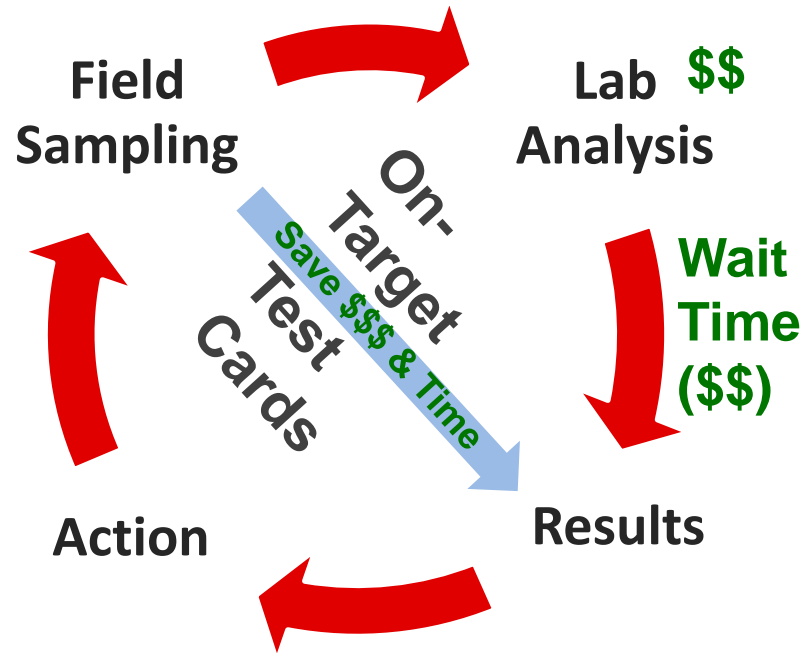 Field
Sampling
Lab $$
Analysis
On-
Target
Save $$$ & Time
Test
Cards
Wait
Time
($$)
Action
Results